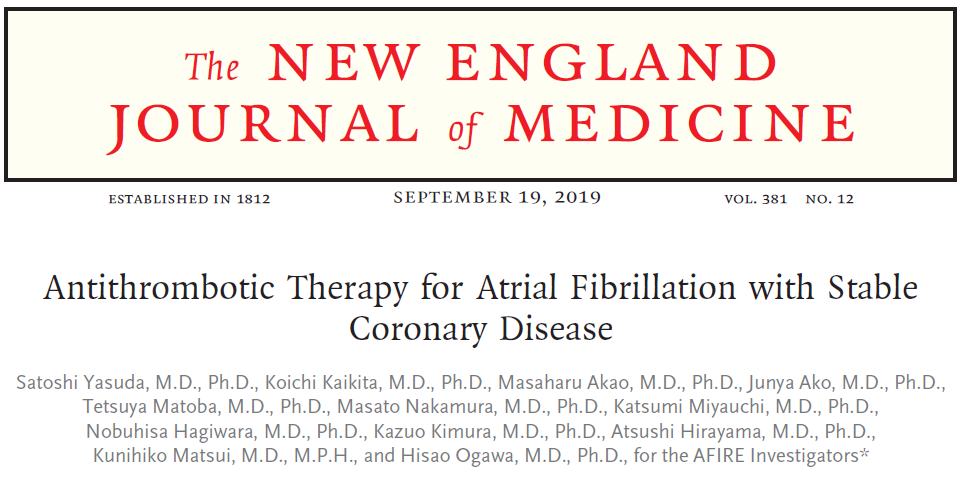 The NEW ENGLAND
JOURNAL of MEDICINE
ESTABLISHED IN 1812 SEPTEMBER 19, 2019 VOL. 381 NO. 12
Antithrombotic Therapy for Atrial Fibrillation with Stable
Coronary Disease
Satoshi Yasuda, M.D., Ph.D., Koichi Kaikita, M.D., Ph.D., Masaharu Akao, M.D., Ph.D., Junya Ako, M.D., Ph.D.,
Tetsuya Matoba, M.D., Ph.D., Masato Nakamura, M.D., Ph.D., Katsumi Miyauchi, M.D., Ph.D.,
Nobuhisa Hagiwara, M.D., Ph.D., Kazuo Kimura, M.D., Ph.D., Atsushi Hirayama, M.D., Ph.D.,
Kunihiko Matsui, M.D., M.P.H., and Hisao Ogawa, M.D., Ph.D., for the AFIRE Investigators*